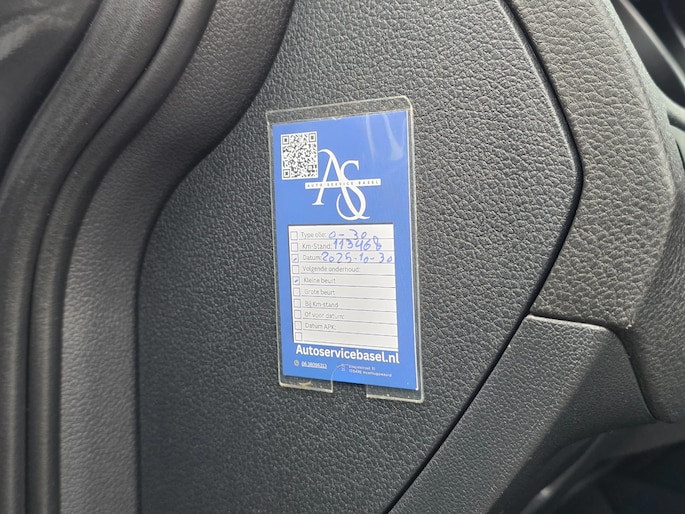 AS
AUTO SERVICE BASEL
Type olie: 0-30
Km-Stand: 113468
Datum: 2025-10-30
Volgende onderhoud:
Kleine beurt
Grote beurt
Bij Km-stand
Of voor datum:
Datum APK:
Autoservicebasel.nl